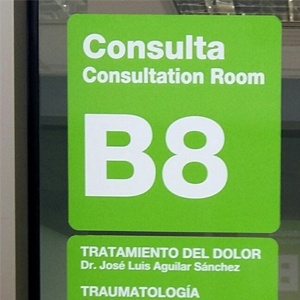 Consulta
Consultation Room
B8
TRATAMIENTO DEL DOLOR
Dr. José Luis Aguilar Sánchez
TRAUMATOLOGÍA